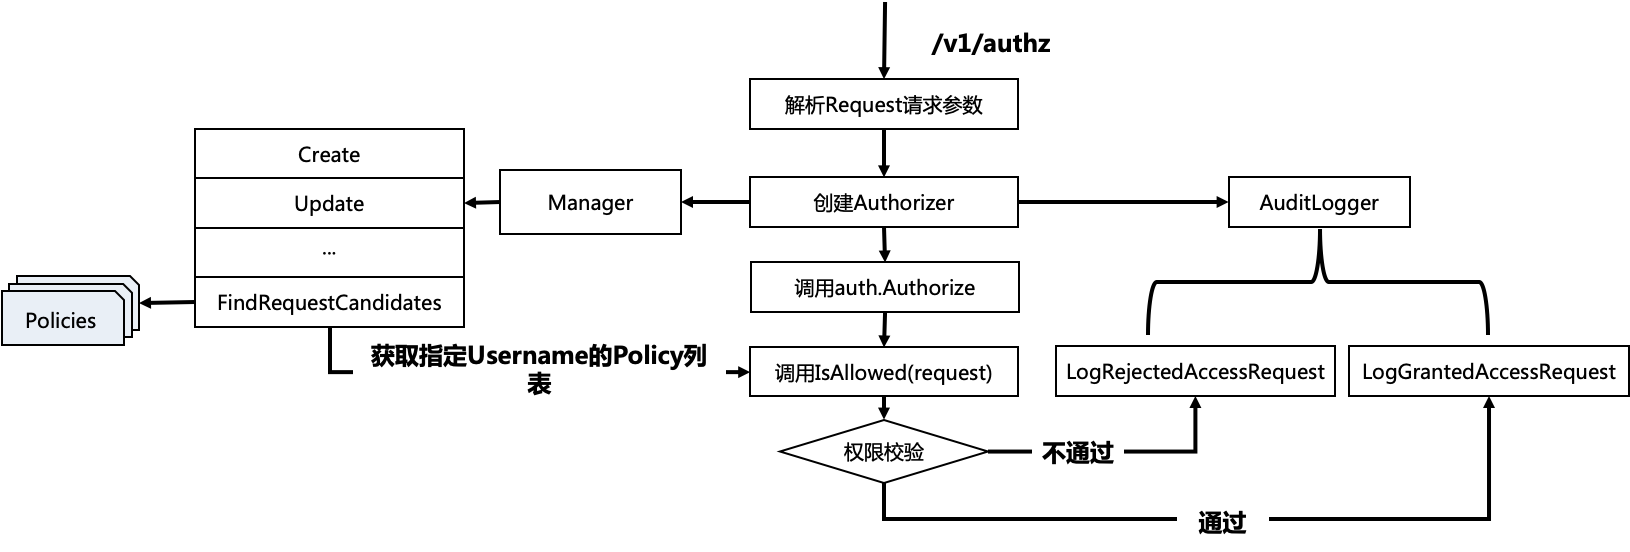 /v1/authz
解析Request请求参数
Create
Update
...
FindRequestCandidates
Manager
创建Authorizer
AuditLogger
Policies
调用auth.Authorize
获取指定Username的Policy列
表
调用IsAllowed(request)
LogRejectedAccessRequest
LogGrantedAccessRequest
权限校验
不通过
通过